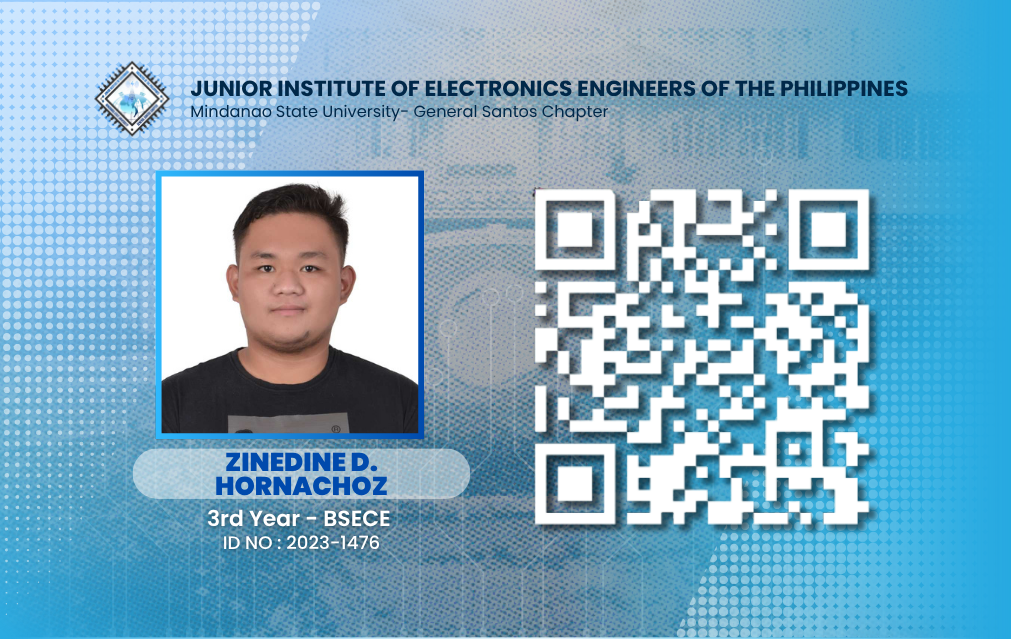 JUNIOR INSTITUTE OF ELECTRONICS ENGINEERS OF THE PHILIPPINES
Mindanao State University- General Santos Chapter
ZINEDINE D.
HORNACHOZ
3rd Year - BSECE
ID NO : 2023-1476